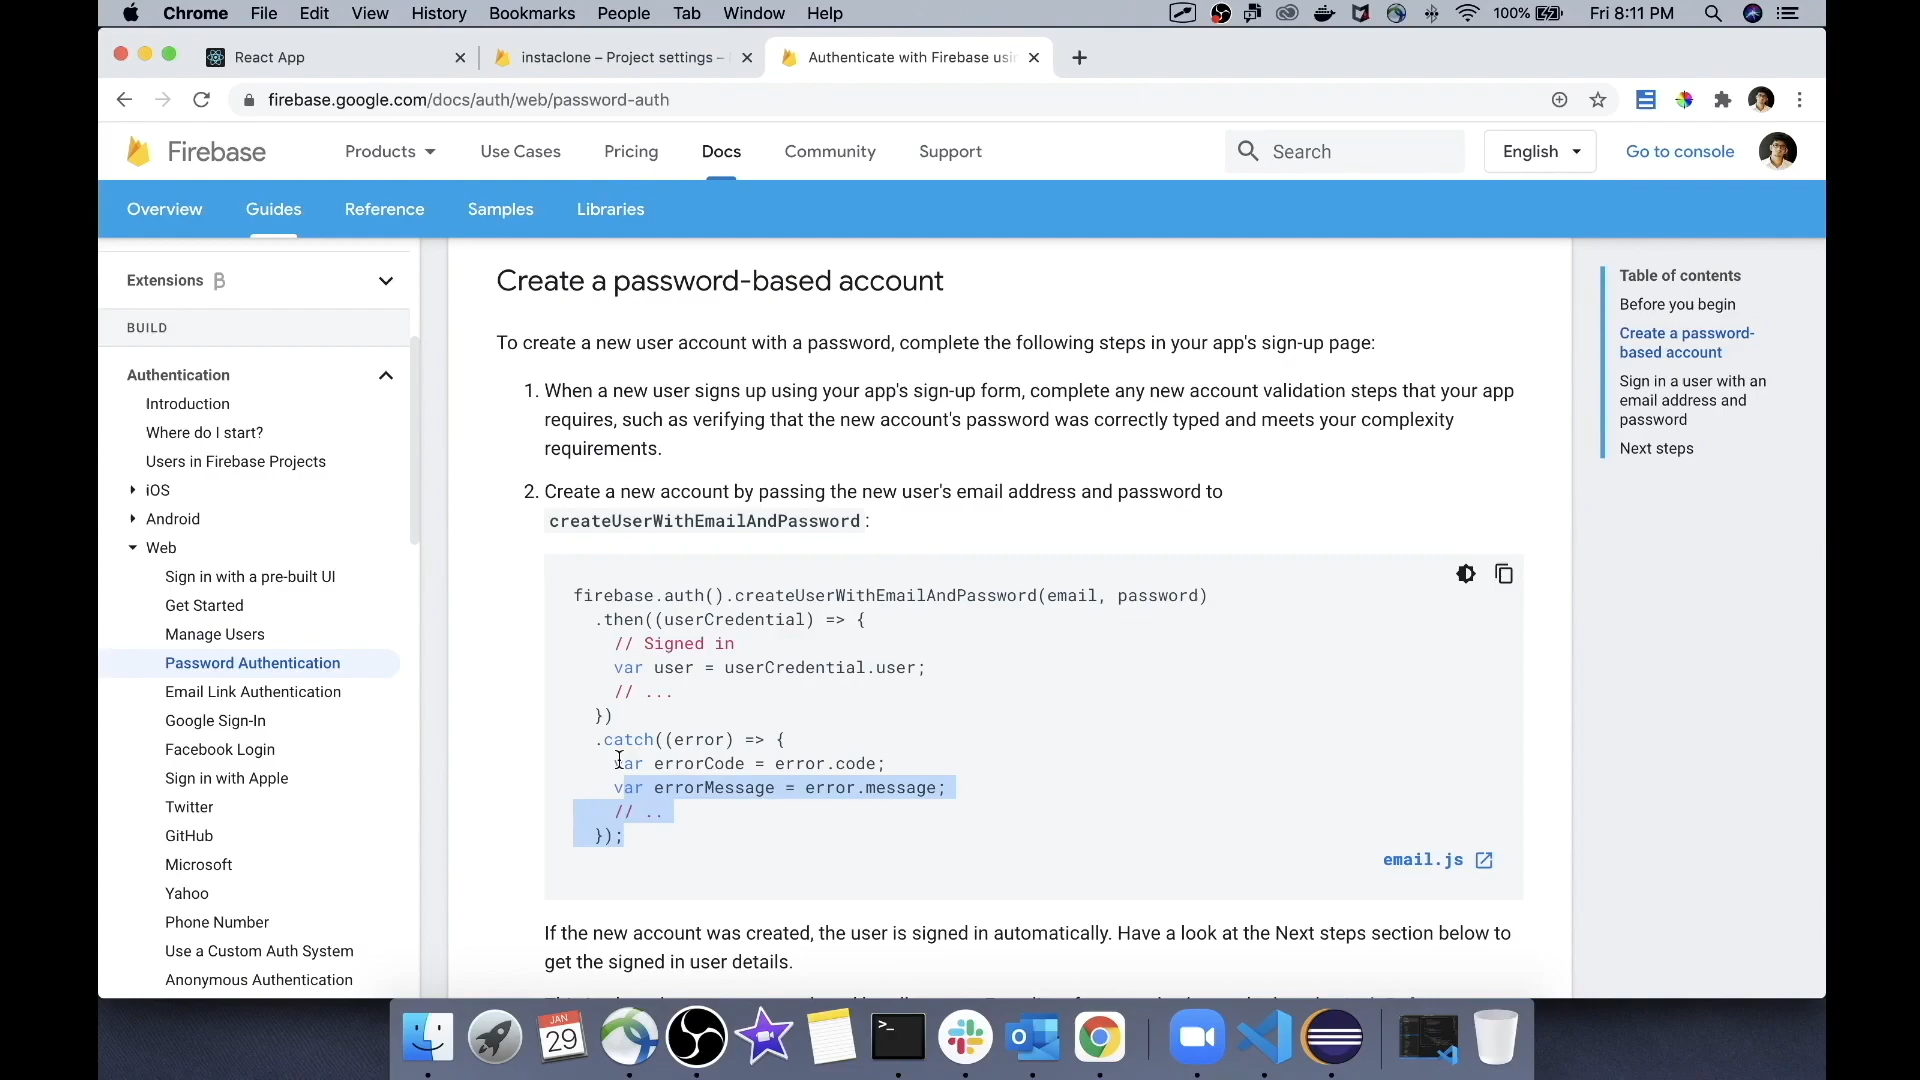 Chrome File Edit View History Bookmarks People Tab Window Help 100% Fri 8:11 PM
React App instaclone – Project settings – Authenticate with Firebase usin
firebase.google.com/docs/auth/web/password-auth
Firebase Products Use Cases Pricing Docs Community Support Search English Go to console
Overview Guides Reference Samples Libraries
Extensions β
BUILD
Authentication
Introduction
Where do I start?
Users in Firebase Projects
iOS
Android
Web
Sign in with a pre-built UI
Get Started
Manage Users
Password Authentication
Email Link Authentication
Google Sign-In
Facebook Login
Sign in with Apple
Twitter
GitHub
Microsoft
Yahoo
Phone Number
Use a Custom Auth System
Anonymous Authentication
Create a password-based account
To create a new user account with a password, complete the following steps in your app's sign-up page:
1. When a new user signs up using your app's sign-up form, complete any new account validation steps that your app
requires, such as verifying that the new account's password was correctly typed and meets your complexity
requirements.
2. Create a new account by passing the new user's email address and password to
createUserWithEmailAndPassword:
firebase.auth().createUserWithEmailAndPassword(email, password)
.then((userCredential) => {
// Signed in
var user = userCredential.user;
// ...
})
.catch((error) => {
var errorCode = error.code;
var errorMessage = error.message;
// ..
});
email.js
If the new account was created, the user is signed in automatically. Have a look at the Next steps section below to
get the signed in user details.
Table of contents
Before you begin
Create a password-
based account
Sign in a user with an
email address and
password
Next steps
JAN
29